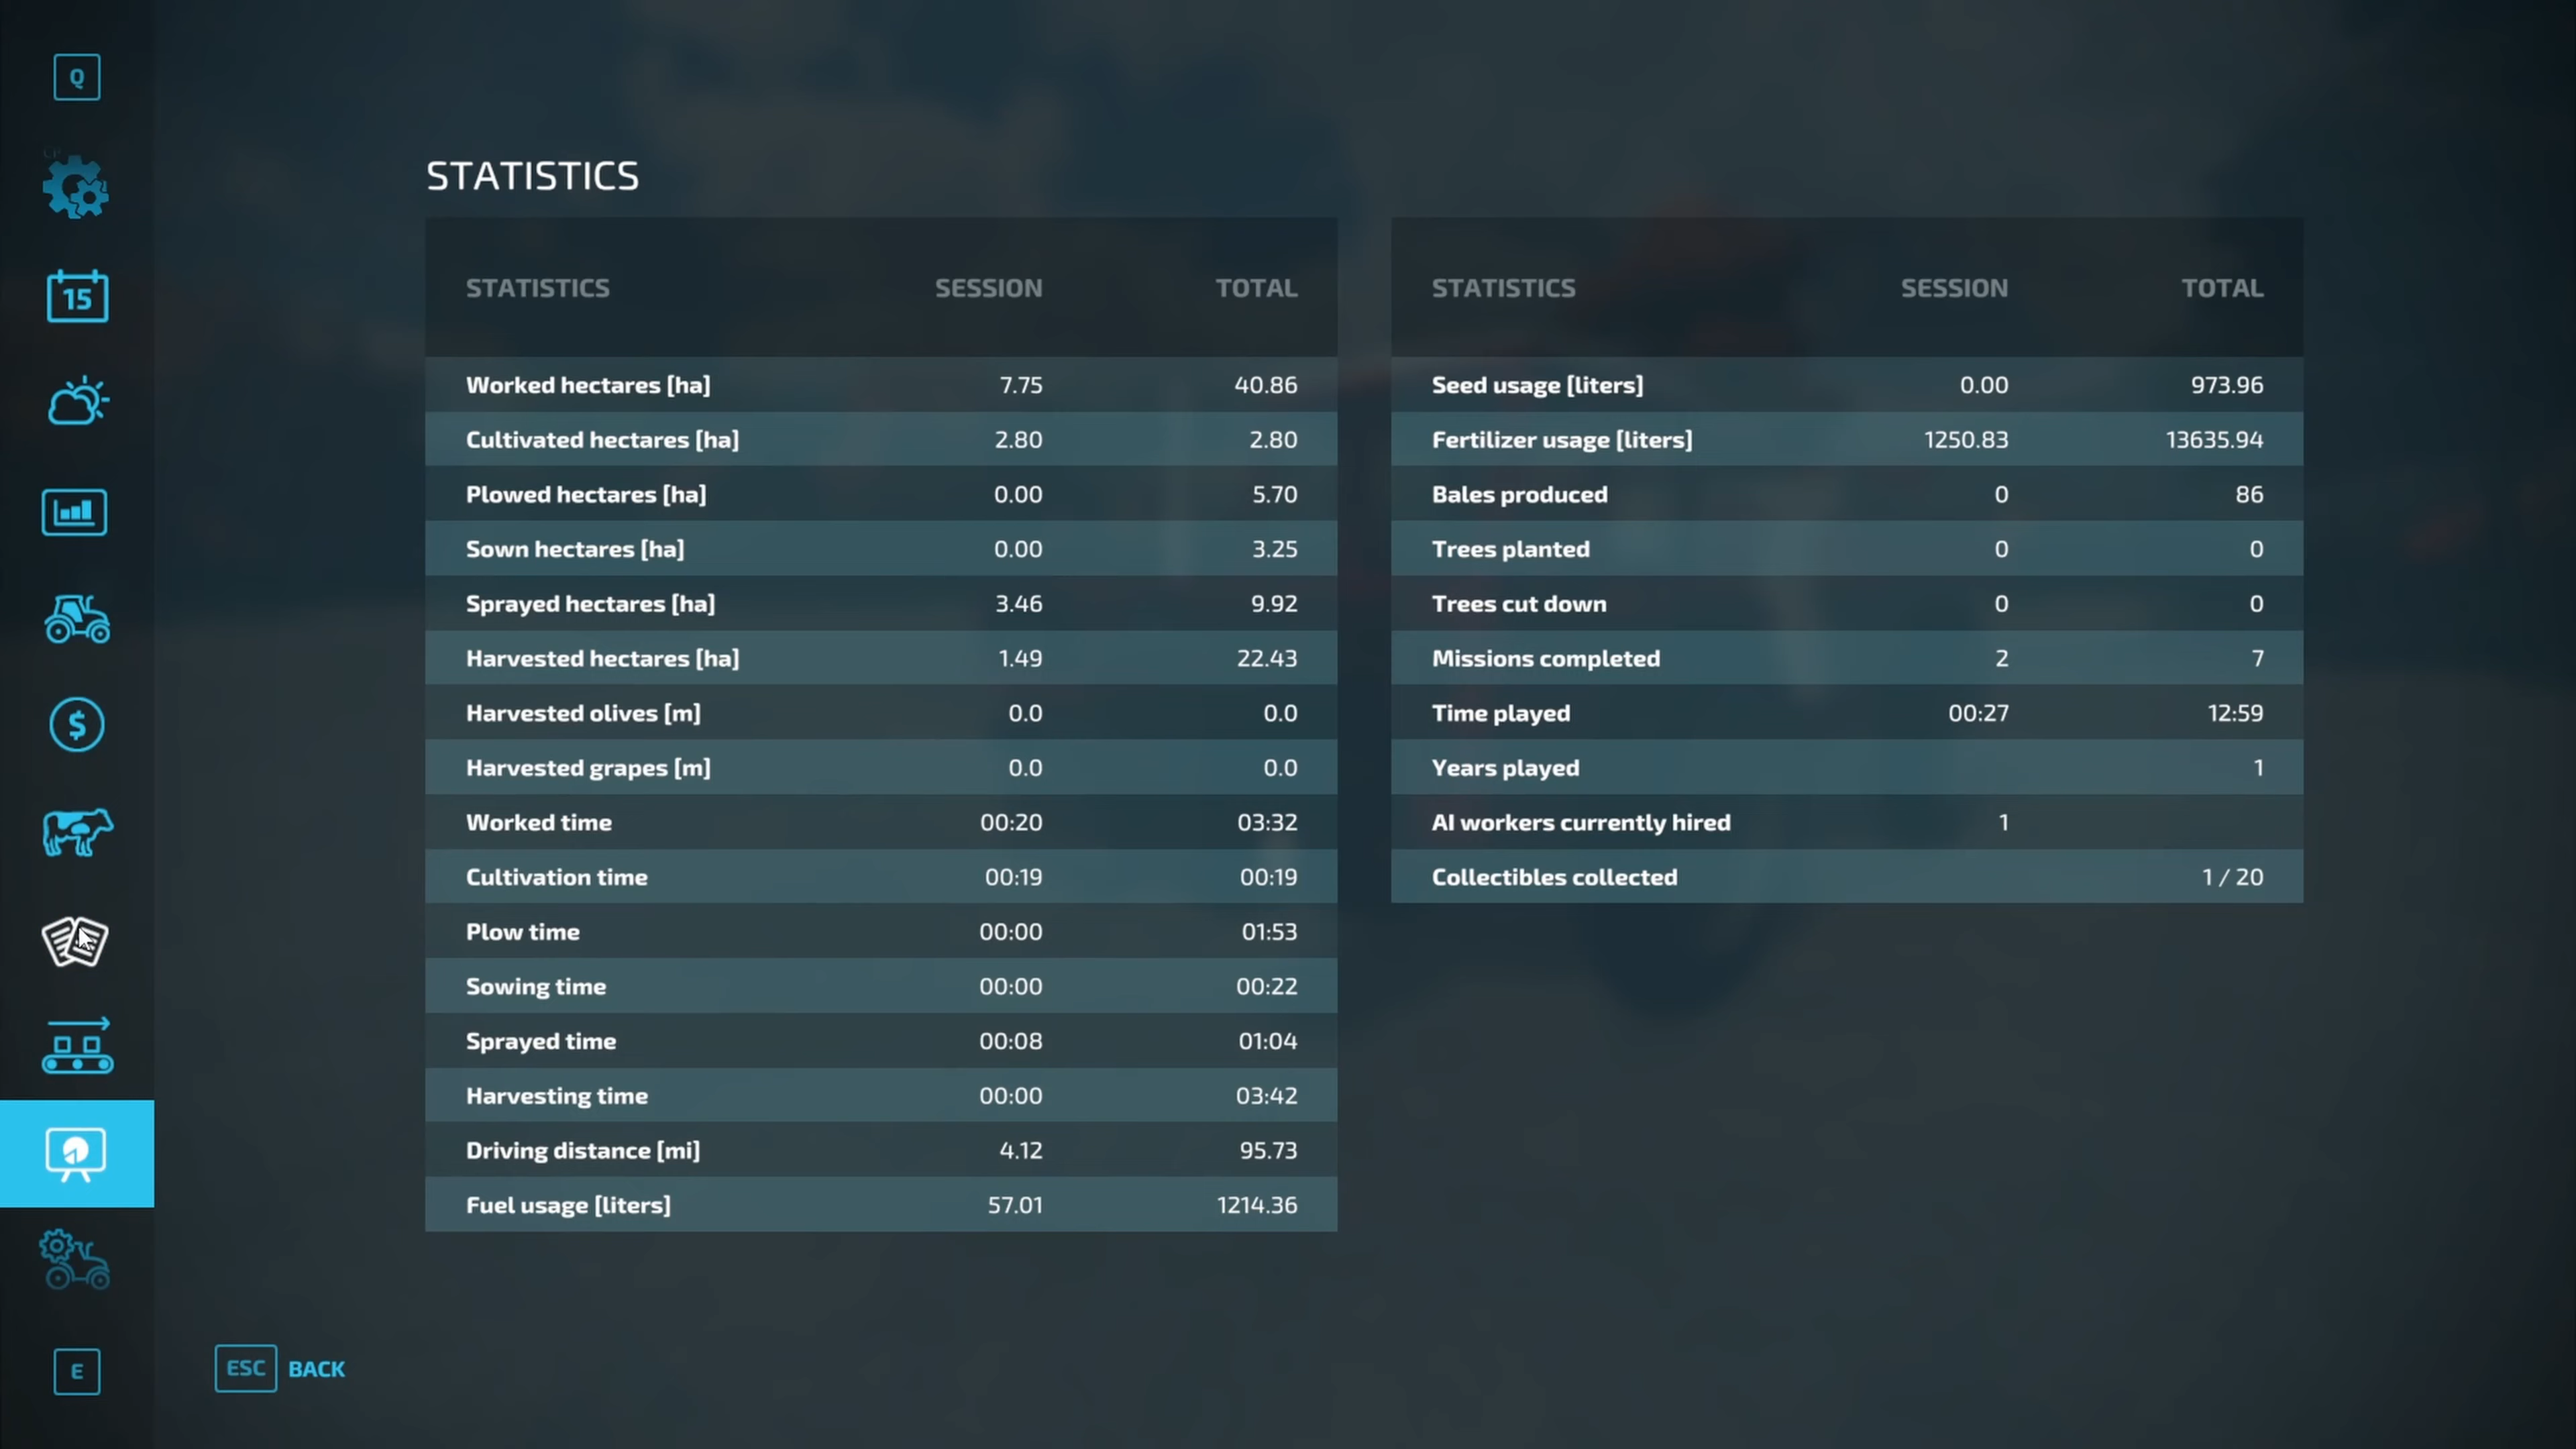 Q
CP
15
$
E
STATISTICS
STATISTICS SESSION TOTAL
Worked hectares [ha] 7.75 40.86
Cultivated hectares [ha] 2.80 2.80
Plowed hectares [ha] 0.00 5.70
Sown hectares [ha] 0.00 3.25
Sprayed hectares [ha] 3.46 9.92
Harvested hectares [ha] 1.49 22.43
Harvested olives [m] 0.0 0.0
Harvested grapes [m] 0.0 0.0
Worked time 00:20 03:32
Cultivation time 00:19 00:19
Plow time 00:00 01:53
Sowing time 00:00 00:22
Sprayed time 00:08 01:04
Harvesting time 00:00 03:42
Driving distance [mi] 4.12 95.73
Fuel usage [liters] 57.01 1214.36
STATISTICS SESSION TOTAL
Seed usage [liters] 0.00 973.96
Fertilizer usage [liters] 1250.83 13635.94
Bales produced 0 86
Trees planted 0 0
Trees cut down 0 0
Missions completed 2 7
Time played 00:27 12:59
Years played 1
AI workers currently hired 1
Collectibles collected 1 / 20
ESC BACK